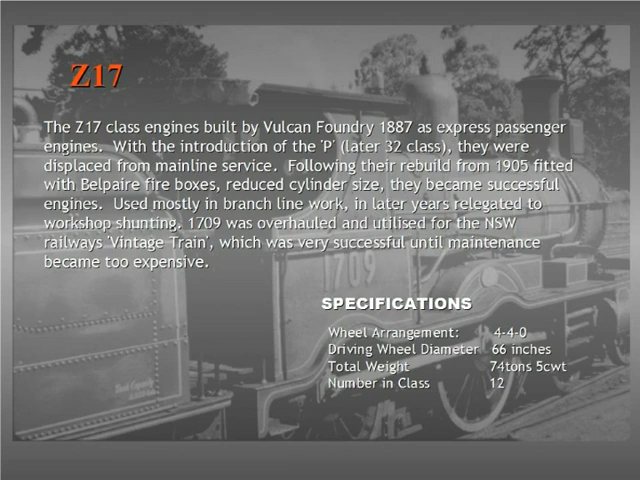 Z17
The Z17 class engines built by Vulcan Foundry 1887 as express passenger
engines. With the introduction of the 'P' (later 32 class), they were
displaced from mainline service. Following their rebuild from 1905 fitted
with Belpaire fire boxes, reduced cylinder size, they became successful
engines. Used mostly in branch line work, in later years relegated to
workshop shunting. 1709 was overhauled and utilised for the NSW
railways 'Vintage Train', which was very successful until maintenance
became too expensive.
1709
SPECIFICATIONS
Wheel Arrangement: 4-4-0
Driving Wheel Diameter 66 inches
Total Weight 74tons 5cwt
Number in Class 12